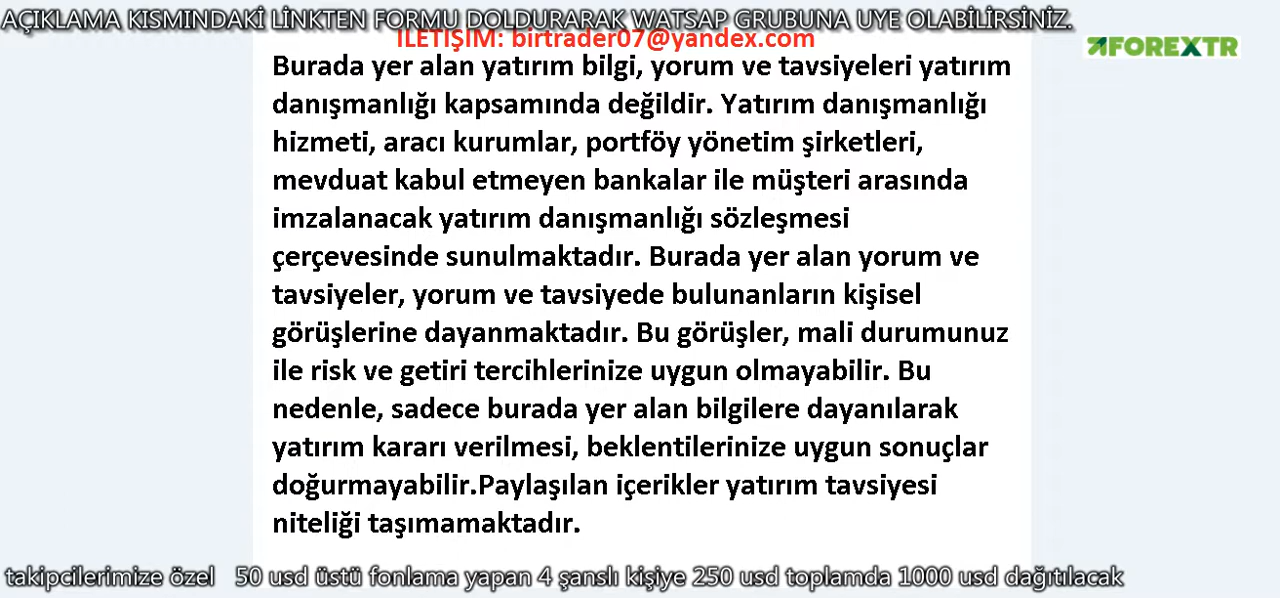 AÇIKLAMA KISMINDAKİ LİNKTEN FORMU DOLDURARAK WATSAP GRUBUNA UYE OLABİLİRSİNİZ.
İLETİŞİM: birtrader07@yandex.com
FOREXTR
Burada yer alan yatırım bilgi, yorum ve tavsiyeleri yatırım
danışmanlığı kapsamında değildir. Yatırım danışmanlığı
hizmeti, aracı kurumlar, portföy yönetim şirketleri,
mevduat kabul etmeyen bankalar ile müşteri arasında
imzalanacak yatırım danışmanlığı sözleşmesi
çerçevesinde sunulmaktadır. Burada yer alan yorum ve
tavsiyeler, yorum ve tavsiyede bulunanların kişisel
görüşlerine dayanmaktadır. Bu görüşler, mali durumunuz
ile risk ve getiri tercihlerinize uygun olmayabilir. Bu
nedenle, sadece burada yer alan bilgilere dayanılarak
yatırım kararı verilmesi, beklentilerinize uygun sonuçlar
doğurmayabilir.Paylaşılan içerikler yatırım tavsiyesi
niteliği taşımamaktadır.
takipcilerimize özel 50 usd üstü fonlama yapan 4 şanslı kişiye 250 usd toplamda 1000 usd dağıtılacak